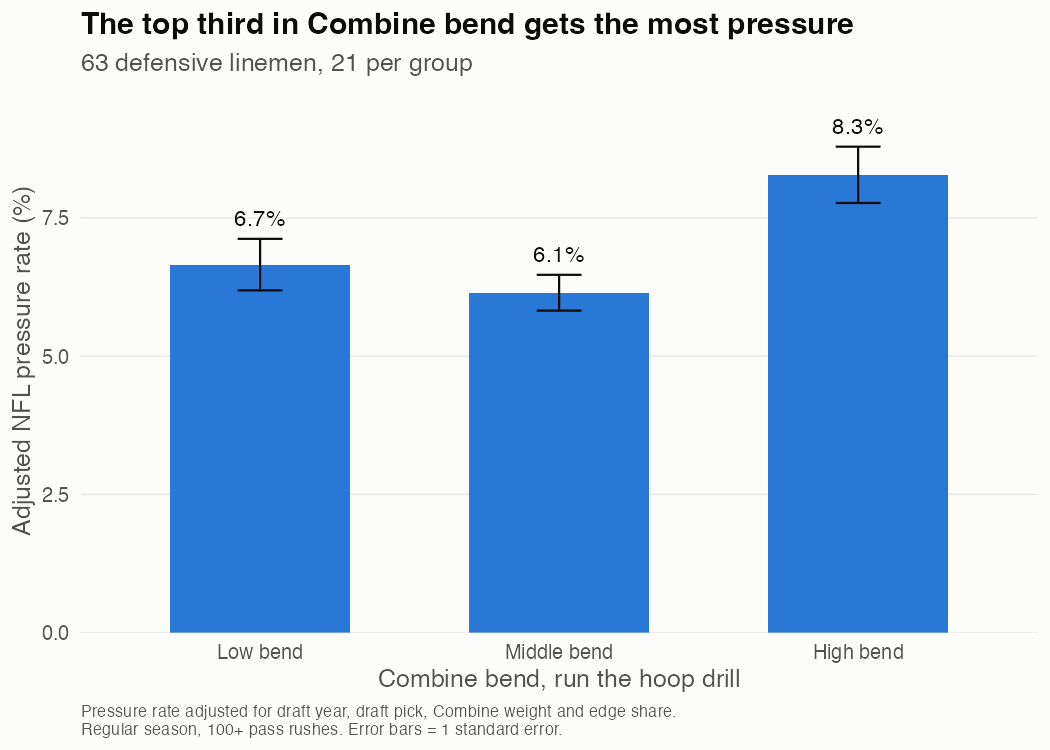 The top third in Combine bend gets the most pressure
63 defensive linemen, 21 per group
Adjusted NFL pressure rate (%)
7.5
5.0
2.5
0.0
6.7%
6.1%
8.3%
Low bend
Middle bend
High bend
Combine bend, run the hoop drill
Pressure rate adjusted for draft year, draft pick, Combine weight and edge share.
Regular season, 100+ pass rushes. Error bars = 1 standard error.